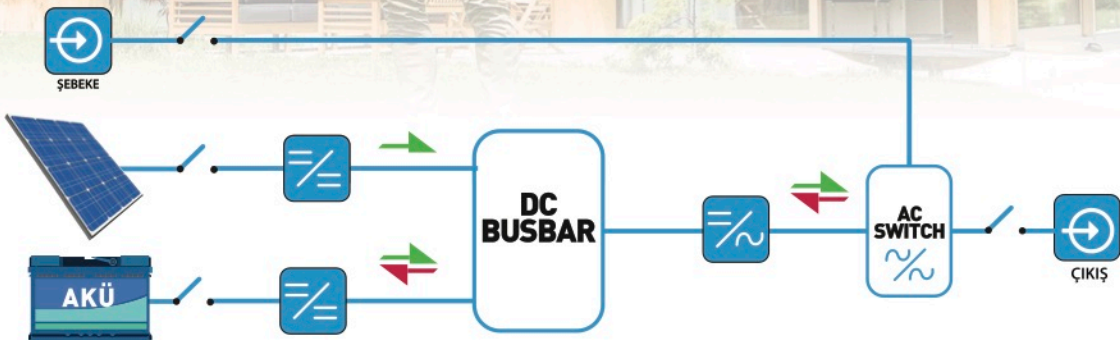 ŞEBEKE
DC
BUSBAR
AC
SWITCH
ÇIKIŞ
AKÜ